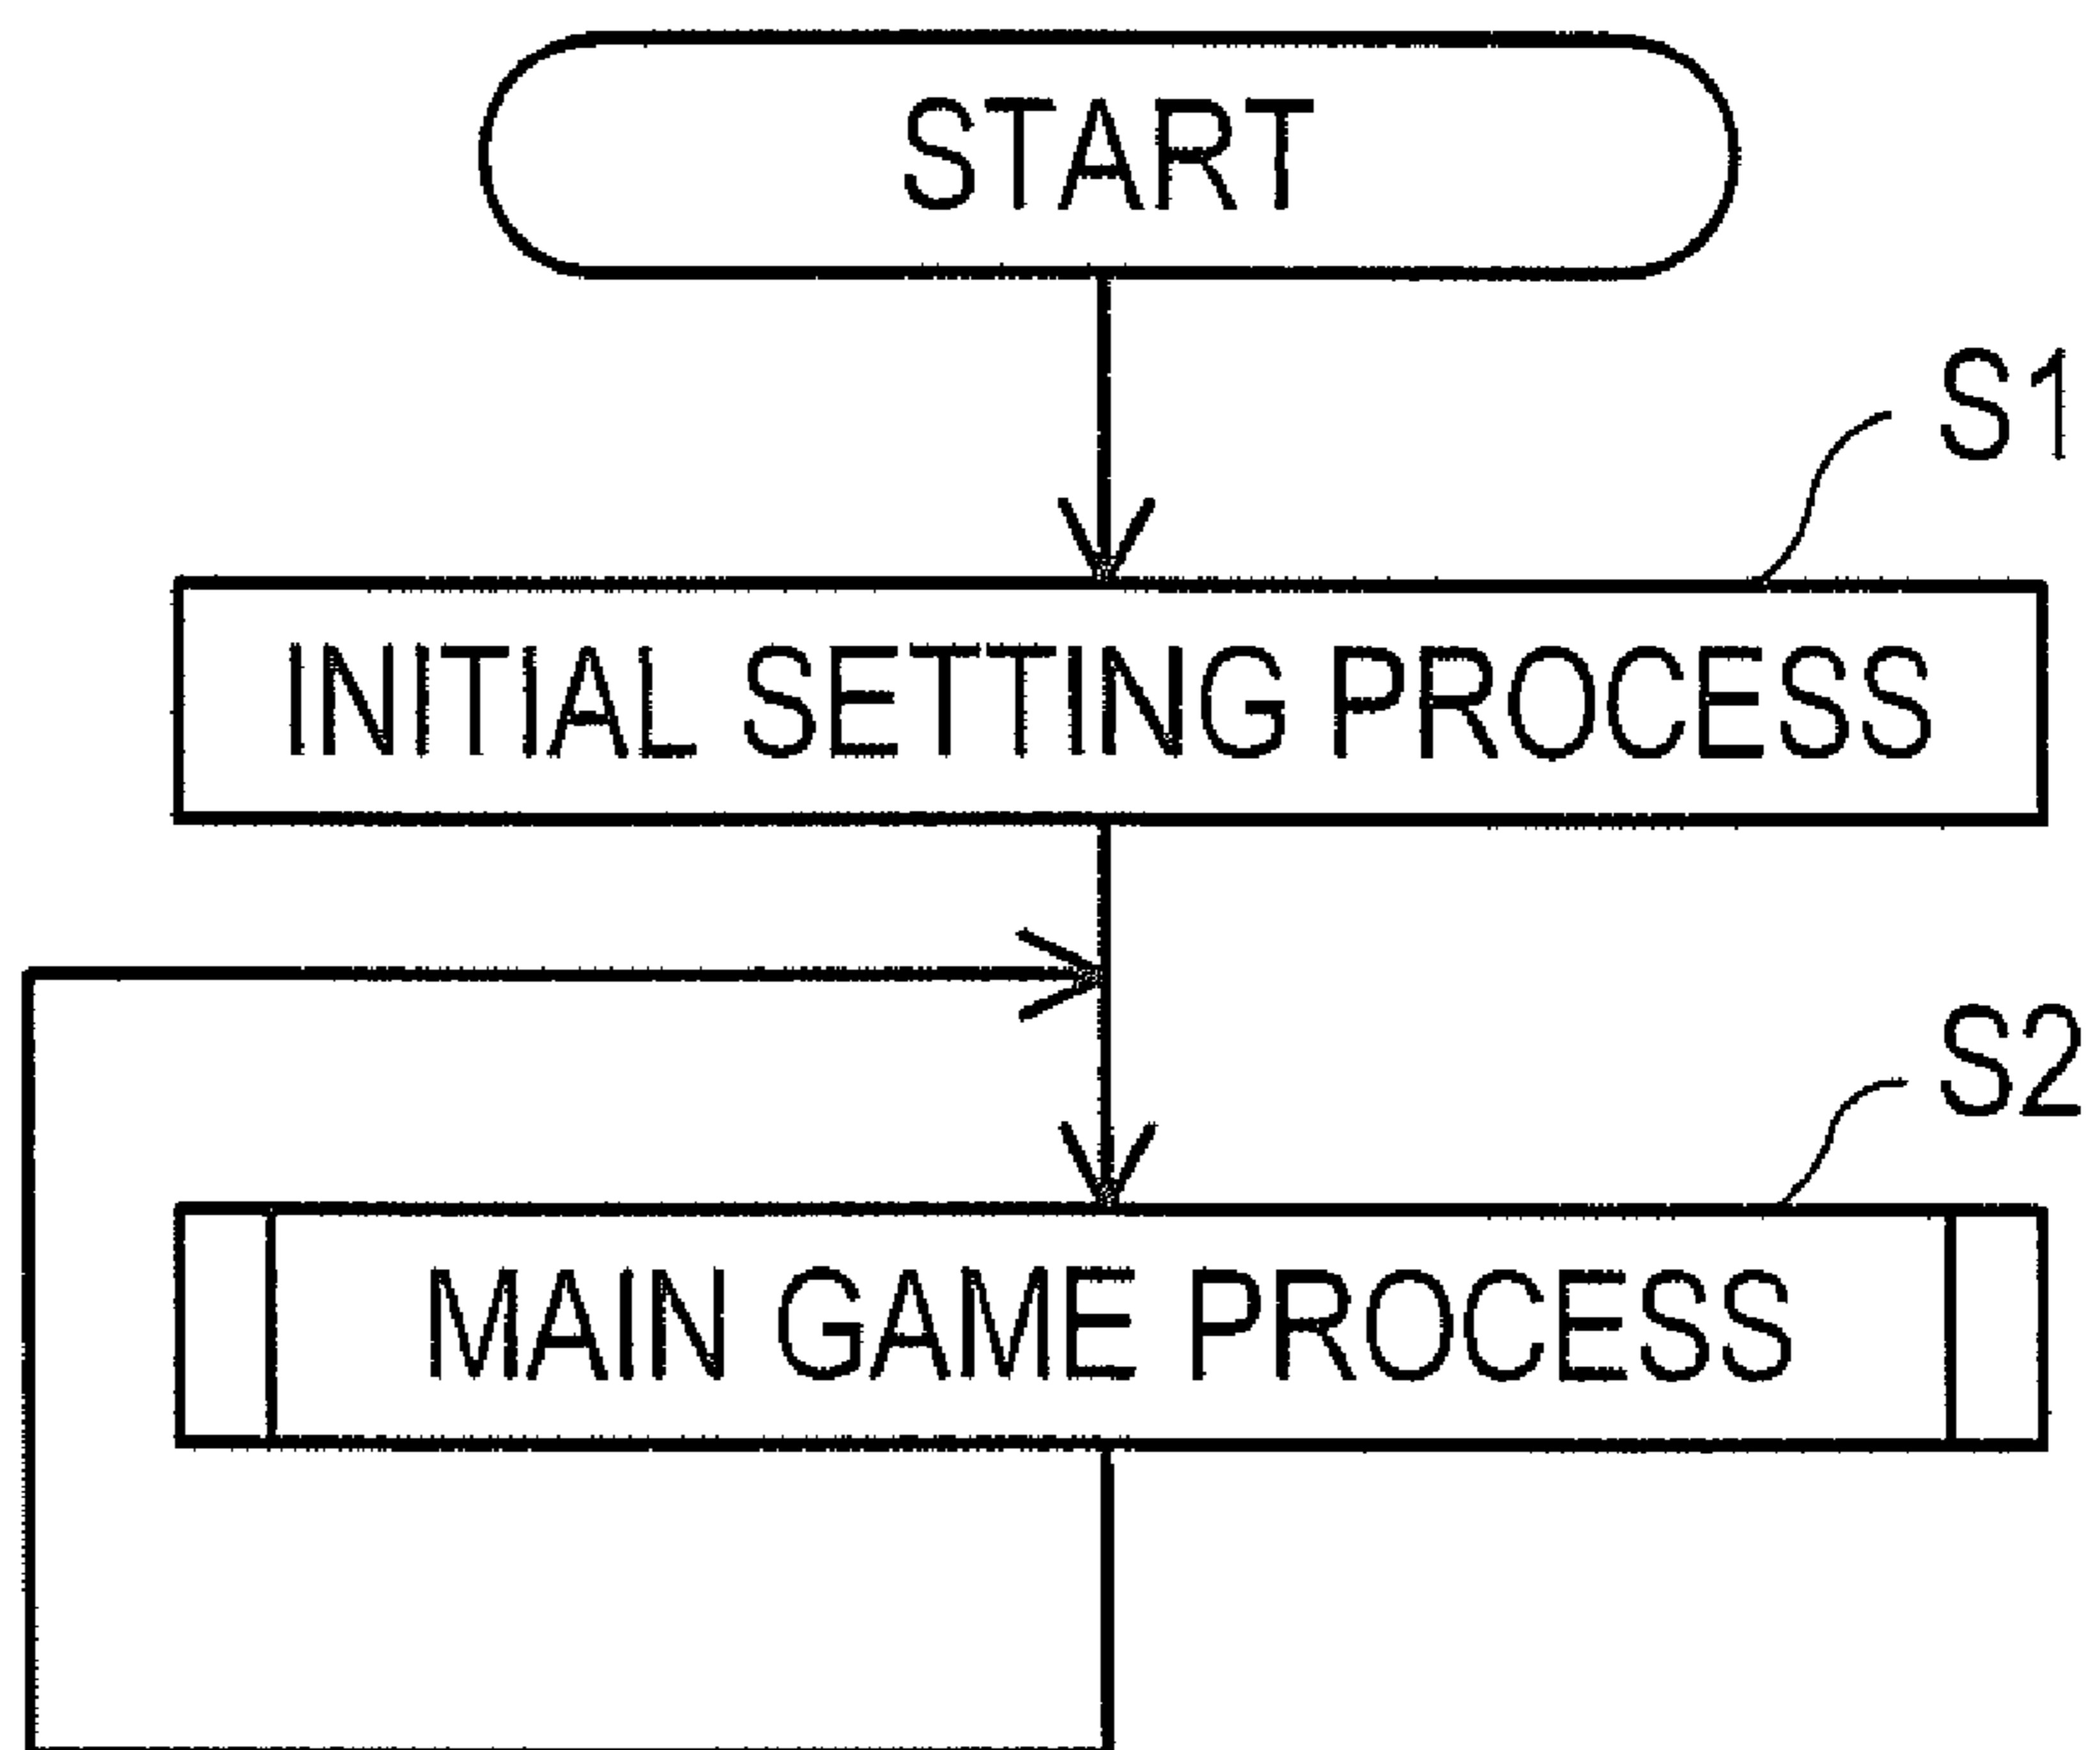 START
S1
INITIAL SETTING PROCESS
S2
MAIN GAME PROCESS